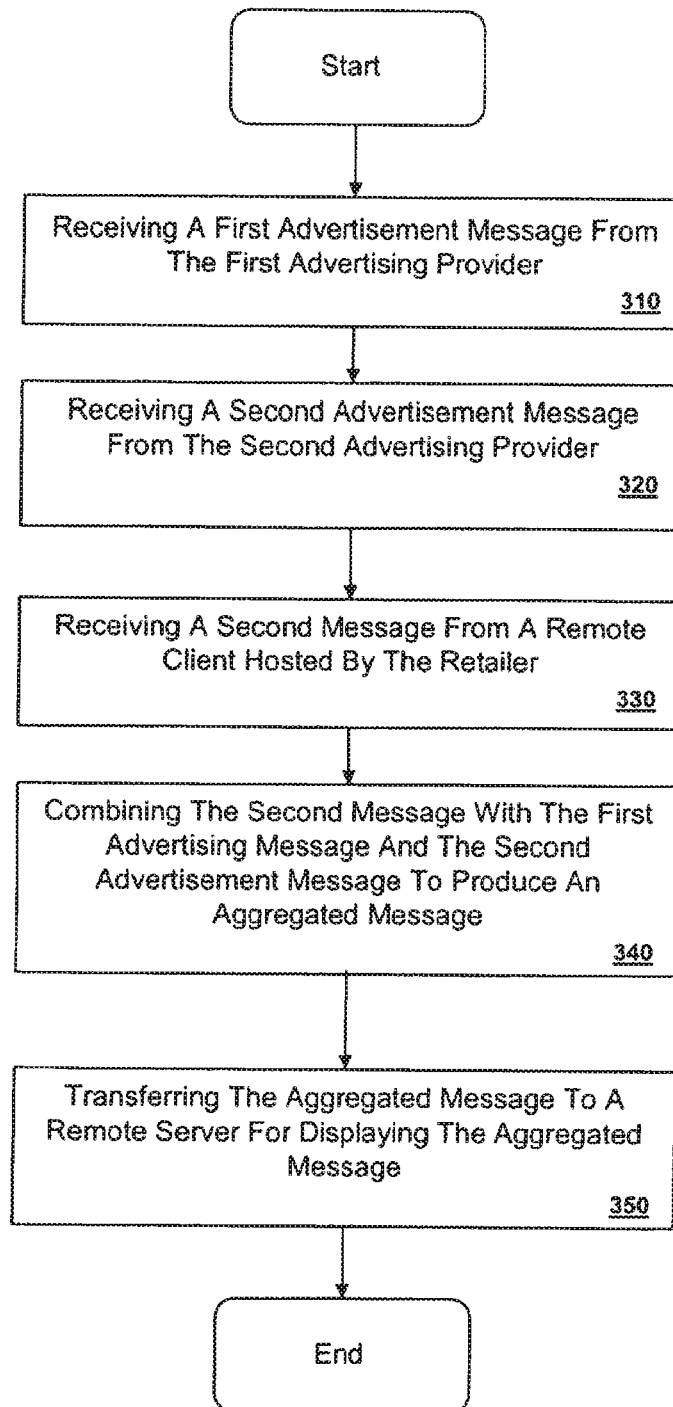 Start
Receiving A First Advertisement Message From
The First Advertising Provider
310
Receiving A Second Advertisement Message
From The Second Advertising Provider
320
Receiving A Second Message From A Remote
Client Hosted By The Retailer
330
Combining The Second Message With The First
Advertising Message And The Second
Advertisement Message To Produce An
Aggregated Message
340
Transferring The Aggregated Message To A
Remote Server For Displaying The Aggregated
Message
350
End